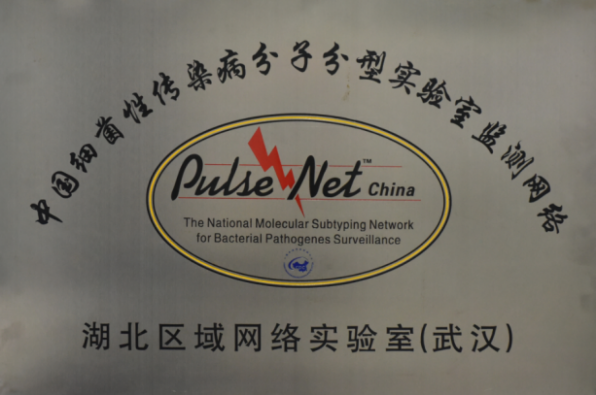 中国细菌性传染病分子分型实验室监测网络
Pulse Net™ China
The National Molecular Subtyping Network
for Bacterial Pathogenes Surveillance
湖北区域网络实验室(武汉)